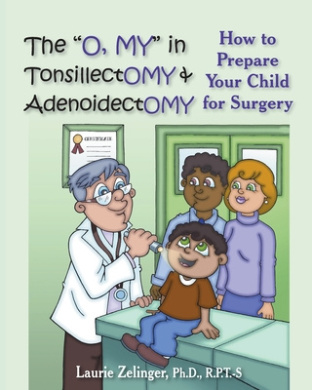 The "O, MY" in
TonsillectOMY &
AdenoidectOMY
How to
Prepare
Your Child
for Surgery
Laurie Zelinger, Ph.D., R.P.T.-S